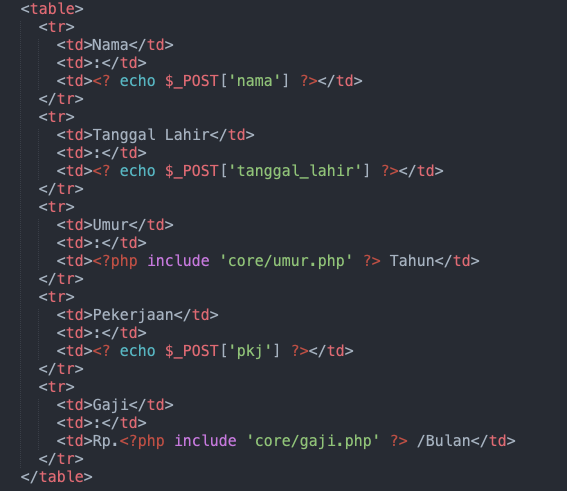 <table>
<tr>
<td>Nama</td>
<td>:</td>
<td><? echo $_POST['nama'] ?></td>
</tr>
<tr>
<td>Tanggal Lahir</td>
<td>:</td>
<td><? echo $_POST['tanggal_lahir'] ?></td>
</tr>
<tr>
<td>Umur</td>
<td>:</td>
<td><?php include 'core/umur.php' ?> Tahun</td>
</tr>
<tr>
<td>Pekerjaan</td>
<td>:</td>
<td><? echo $_POST['pkj'] ?></td>
</tr>
<tr>
<td>Gaji</td>
<td>:</td>
<td>Rp.<?php include 'core/gaji.php' ?> /Bulan</td>
</tr>
</table>